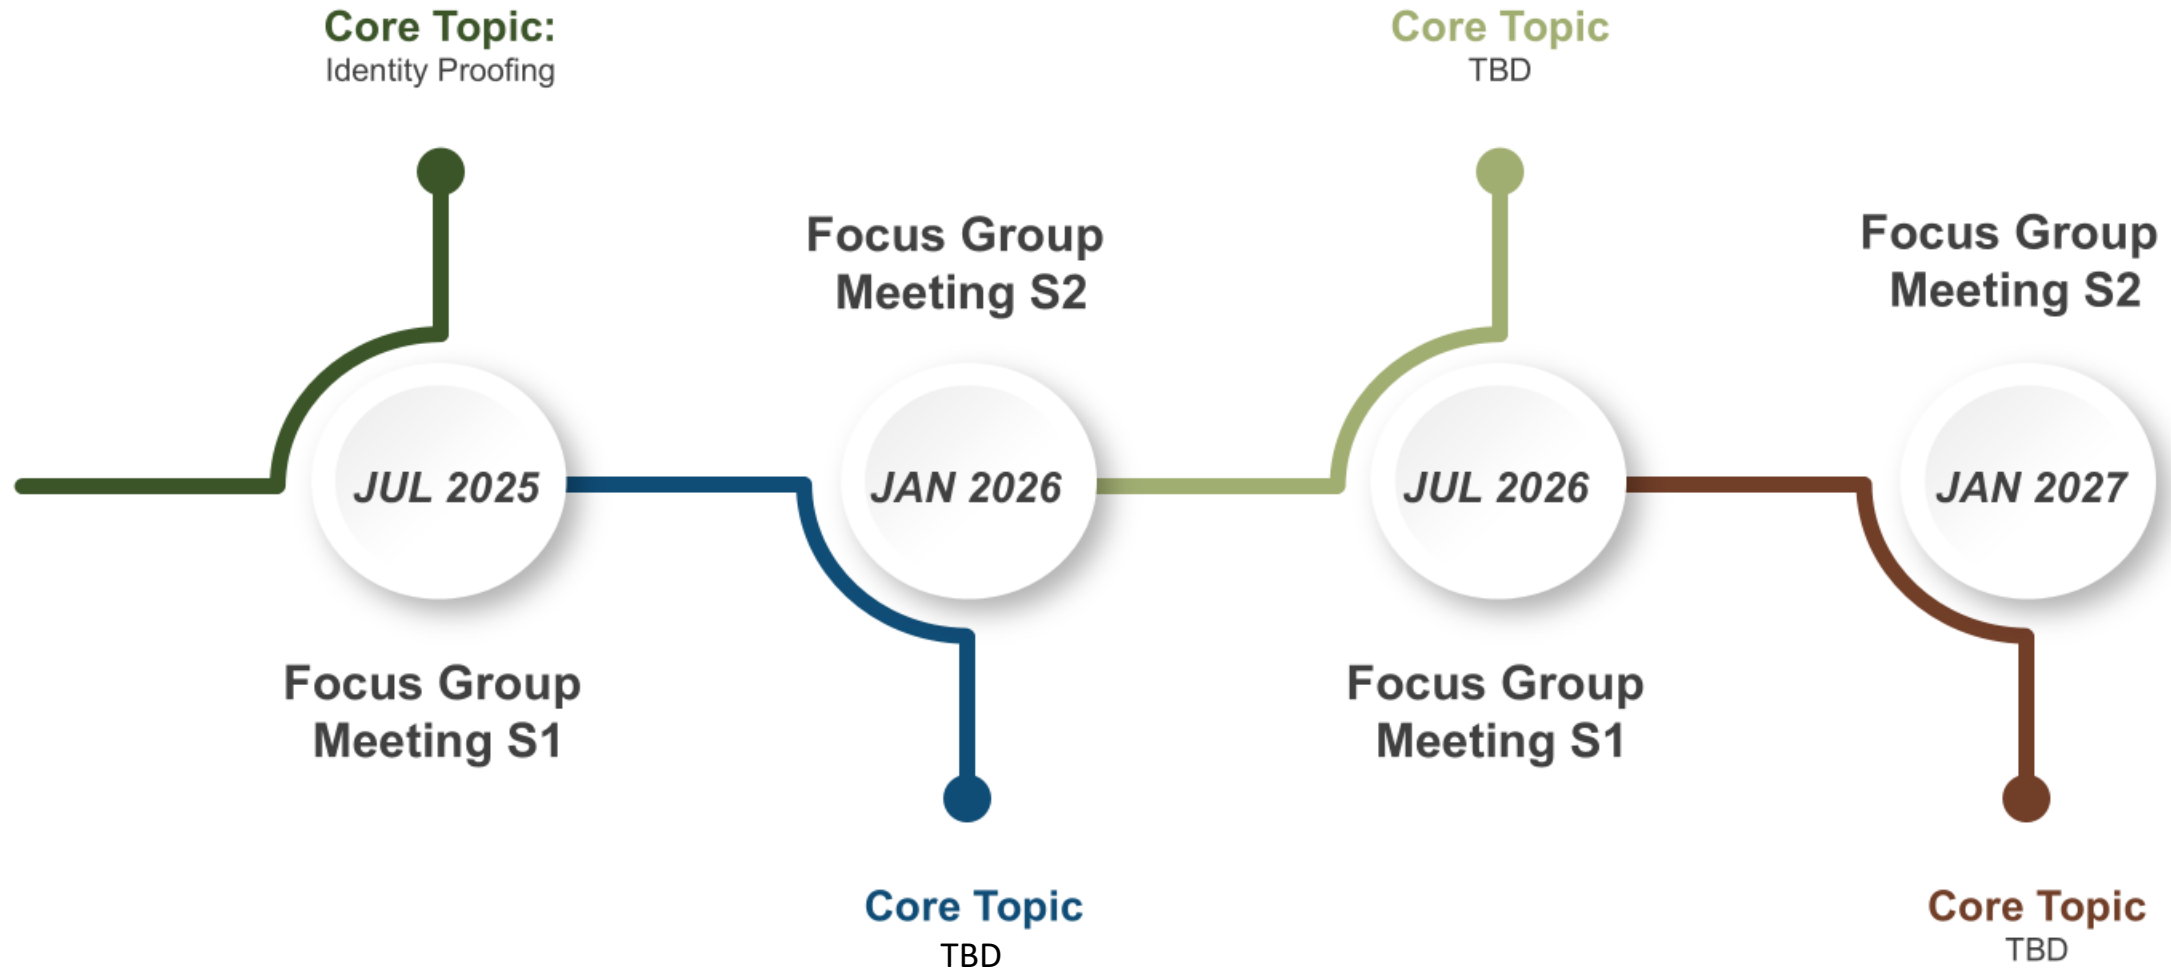 Core Topic:
Identity Proofing
JUL 2025
Focus Group
Meeting S1
Focus Group
Meeting S2
JAN 2026
Core Topic
TBD
Core Topic
TBD
JUL 2026
Focus Group
Meeting S1
Focus Group
Meeting S2
JAN 2027
Core Topic
TBD